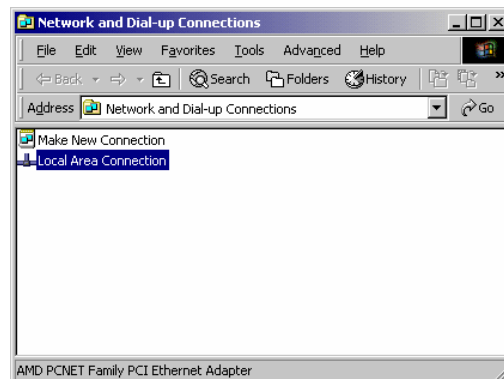 Network and Dial-up Connections
File Edit View Favorites Tools Advanced Help
Back Search Folders History »
Address Network and Dial-up Connections Go
Make New Connection
Local Area Connection
AMD PCNET Family PCI Ethernet Adapter